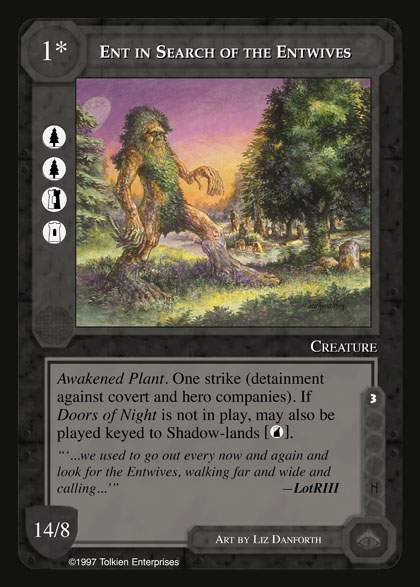 1*
ENT IN SEARCH OF THE ENTWIVES
CREATURE
Awakened Plant. One strike (detainment
against covert and hero companies). If
Doors of Night is not in play, may also be
played keyed to Shadow-lands [ ].
“‘...we used to go out every now and again and
look for the Entwives, walking far and wide and
calling...’”
—LotRIII
3
H
14/8
ART BY LIZ DANFORTH
©1997 Tolkien Enterprises